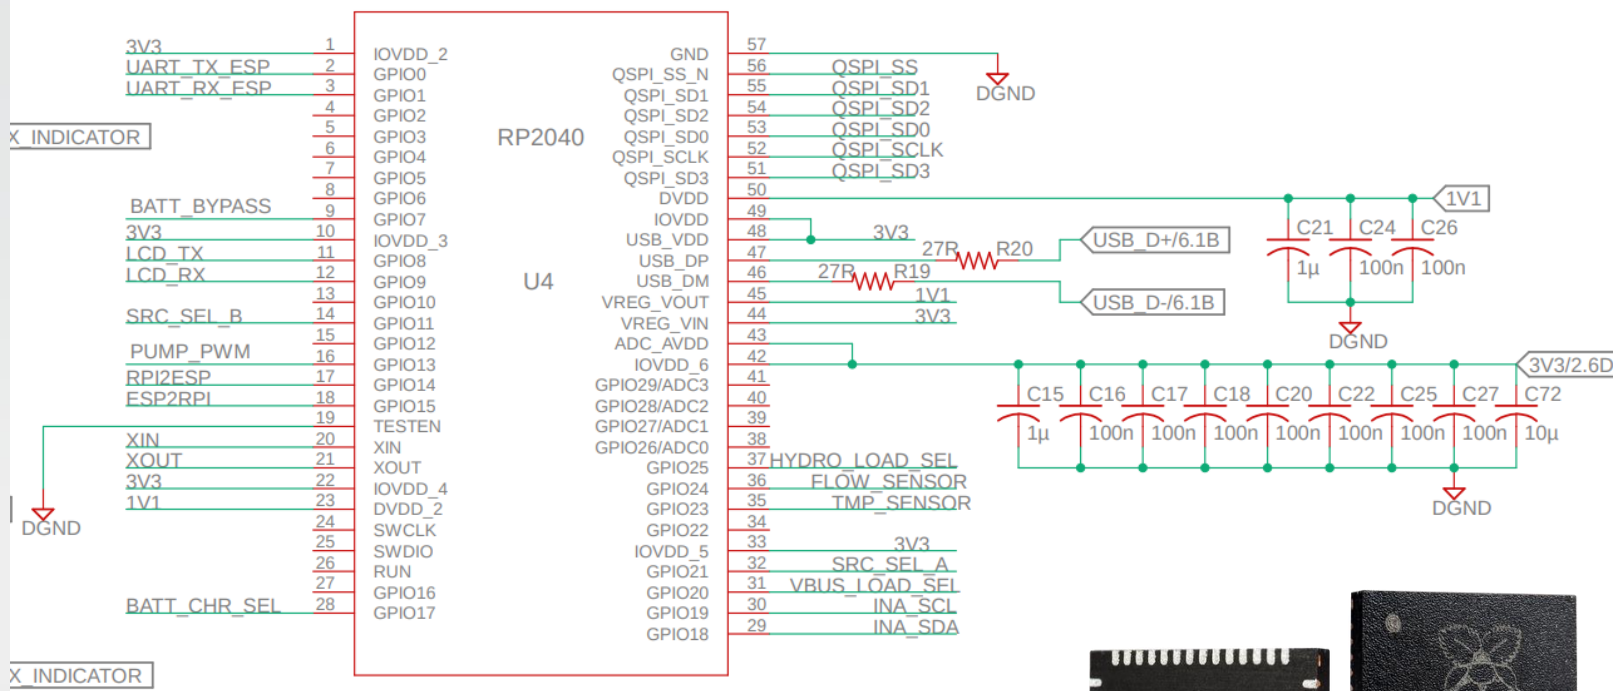 3V3 1 IOVDD_2
UART_TX_ESP 2 GPIO0
UART_RX_ESP 3 GPIO1
4 GPIO2
X_INDICATOR
5 GPIO3
6 GPIO4
7 GPIO5
8 GPIO6
BATT_BYPASS 9 GPIO7
3V3 10 IOVDD_3
LCD_TX 11 GPIO8
LCD_RX 12 GPIO9
13 GPIO10
SRC_SEL_B 14 GPIO11
15 GPIO12
PUMP_PWM 16 GPIO13
RPI2ESP 17 GPIO14
ESP2RPI 18 GPIO15
19 TESTEN
XIN 20 XIN
XOUT 21 XOUT
3V3 22 IOVDD_4
1V1 23 DVDD_2
DGND
24 SWCLK
25 SWDIO
26 RUN
27 GPIO16
BATT_CHR_SEL 28 GPIO17
X_INDICATOR
RP2040
U4
GND 57
DGND
QSPI_SS_N 56 QSPI_SS
QSPI_SD1 55 QSPI_SD1
QSPI_SD2 54 QSPI_SD2
QSPI_SD0 53 QSPI_SD0
QSPI_SCLK 52 QSPI_SCLK
QSPI_SD3 51 QSPI_SD3
DVDD 50 1V1
IOVDD 49
USB_VDD 48 3V3
USB_DP 47 27R R20 USB_D+/6.1B
USB_DM 46 27R R19 USB_D-/6.1B
VREG_VOUT 45 1V1
VREG_VIN 44 3V3
ADC_AVDD 43
IOVDD_6 42 3V3/2.6D
GPIO29/ADC3 41
GPIO28/ADC2 40
GPIO27/ADC1 39
GPIO26/ADC0 38
GPIO25 37 HYDRO_LOAD_SEL
GPIO24 36 FLOW_SENSOR
GPIO23 35 TMP_SENSOR
GPIO22 34
IOVDD_5 33 3V3
GPIO21 32 SRC_SEL_A
GPIO20 31 VBUS_LOAD_SEL
GPIO19 30 INA_SCL
GPIO18 29 INA_SDA
C21 C24 C26
1µ 100n 100n
DGND
C15 C16 C17 C18 C20 C22 C25 C27 C72
1µ 100n 100n 100n 100n 100n 100n 100n 10µ
DGND